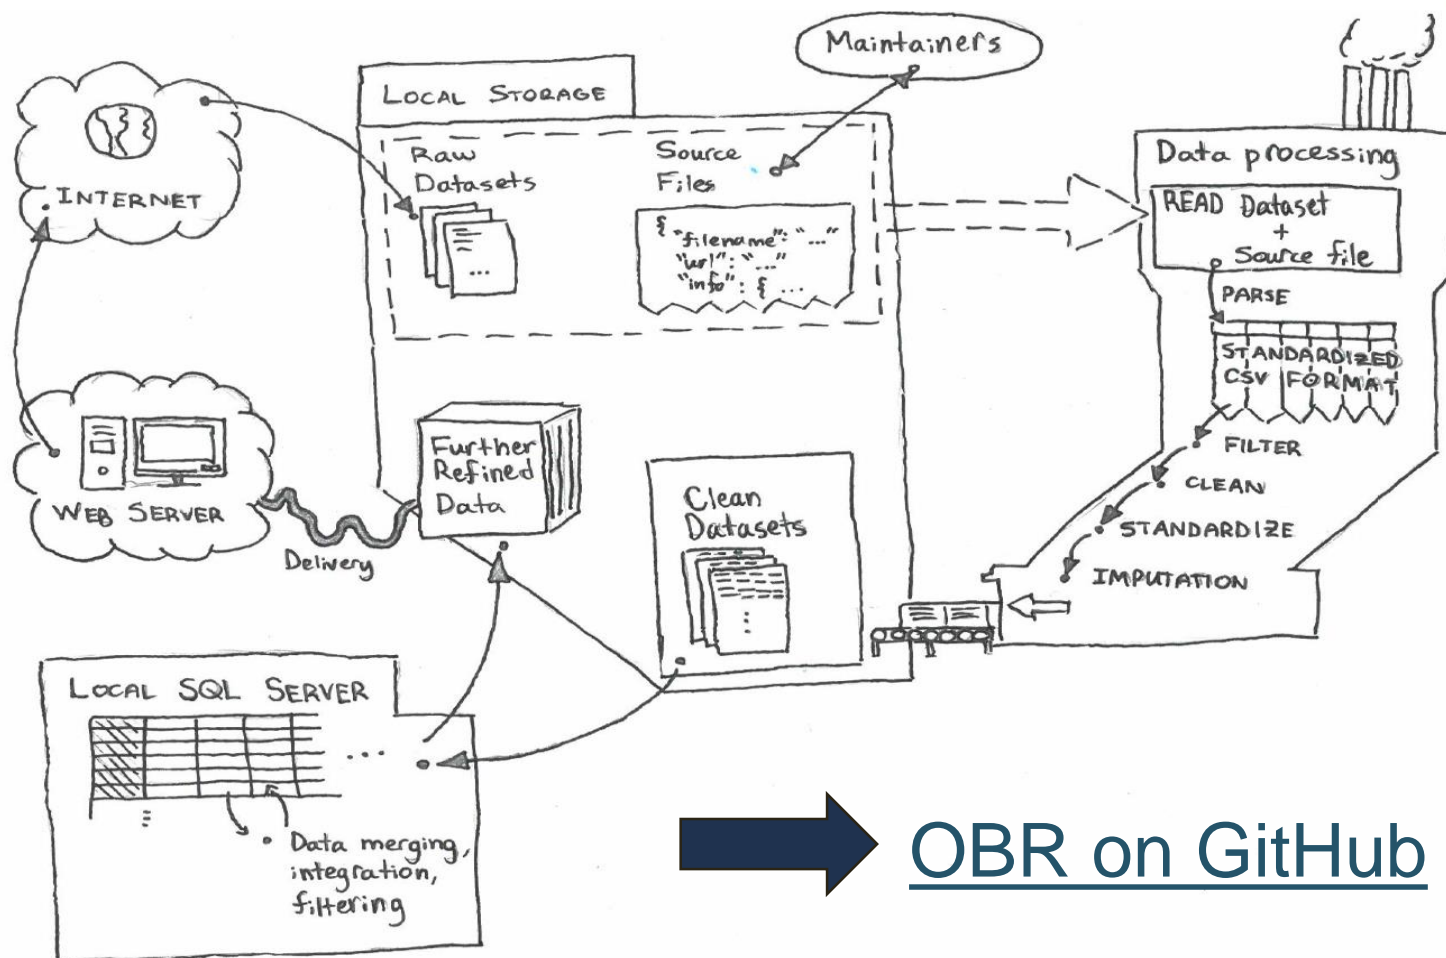 Maintainers
LOCAL STORAGE
Raw
Datasets
...
Source
Files
{
"filename": "..."
"url": "..."
"info": { ...
INTERNET
Data processing
READ Dataset
+
Source file
PARSE
STANDARDIZED
CSV FORMAT
FILTER
CLEAN
STANDARDIZE
IMPUTATION
WEB SERVER
Delivery
Further
Refined
Data
Clean
Datasets
LOCAL SQL SERVER
...
Data merging,
integration,
filtering
OBR on GitHub